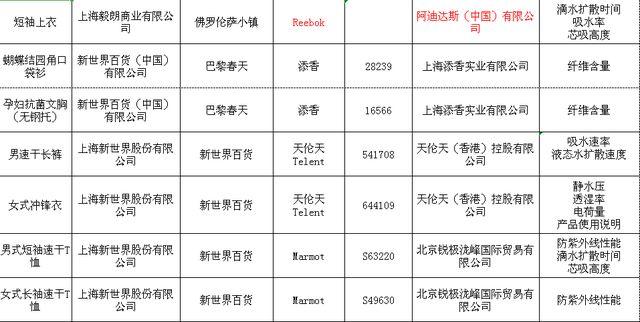 短袖上衣 上海毅朗商业有限公司 佛罗伦萨小镇 Reebok 阿迪达斯（中国）有限公司 滴水扩散时间 吸水率 芯吸高度
蝴蝶结园角口袋衫 新世界百货（中国）有限公司 巴黎春天 添香 28239 上海添香实业有限公司 纤维含量
孕妇抗菌文胸（无钢托） 新世界百货（中国）有限公司 巴黎春天 添香 16566 上海添香实业有限公司 纤维含量
男速干长裤 上海新世界股份有限公司 新世界百货 天伦天 Telent 541708 天伦天（香港）控股有限公司 吸水速率 液态水扩散速度
女式冲锋衣 上海新世界股份有限公司 新世界百货 天伦天 Telent 644109 天伦天（香港）控股有限公司 静水压 透湿率 电荷量 产品使用说明
男式短袖速干T恤 上海新世界股份有限公司 新世界百货 Marmot S63220 北京锐极泷峰国际贸易有限公司 防紫外线性能 滴水扩散时间 芯吸高度
女式长袖速干T恤 上海新世界股份有限公司 新世界百货 Marmot S49630 北京锐极泷峰国际贸易有限公司 防紫外线性能